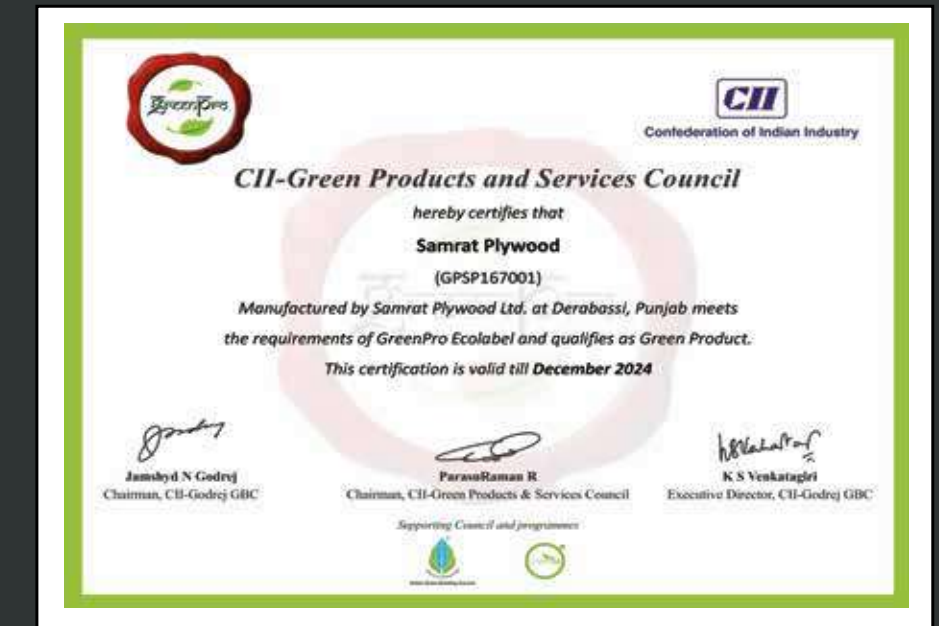 GreenPro
CII
Confederation of Indian Industry
CII-Green Products and Services Council
hereby certifies that
Samrat Plywood
(GPSP167001)
Manufactured by Samrat Plywood Ltd. at Derabassi, Punjab meets
the requirements of GreenPro Ecolabel and qualifies as Green Product.
This certification is valid till December 2024
Jamshyd N Godrej
Chairman, CII-Godrej GBC
ParasuRaman R
Chairman, CII-Green Products & Services Council
K S Venkatagiri
Executive Director, CII-Godrej GBC
Supporting Council and programmes